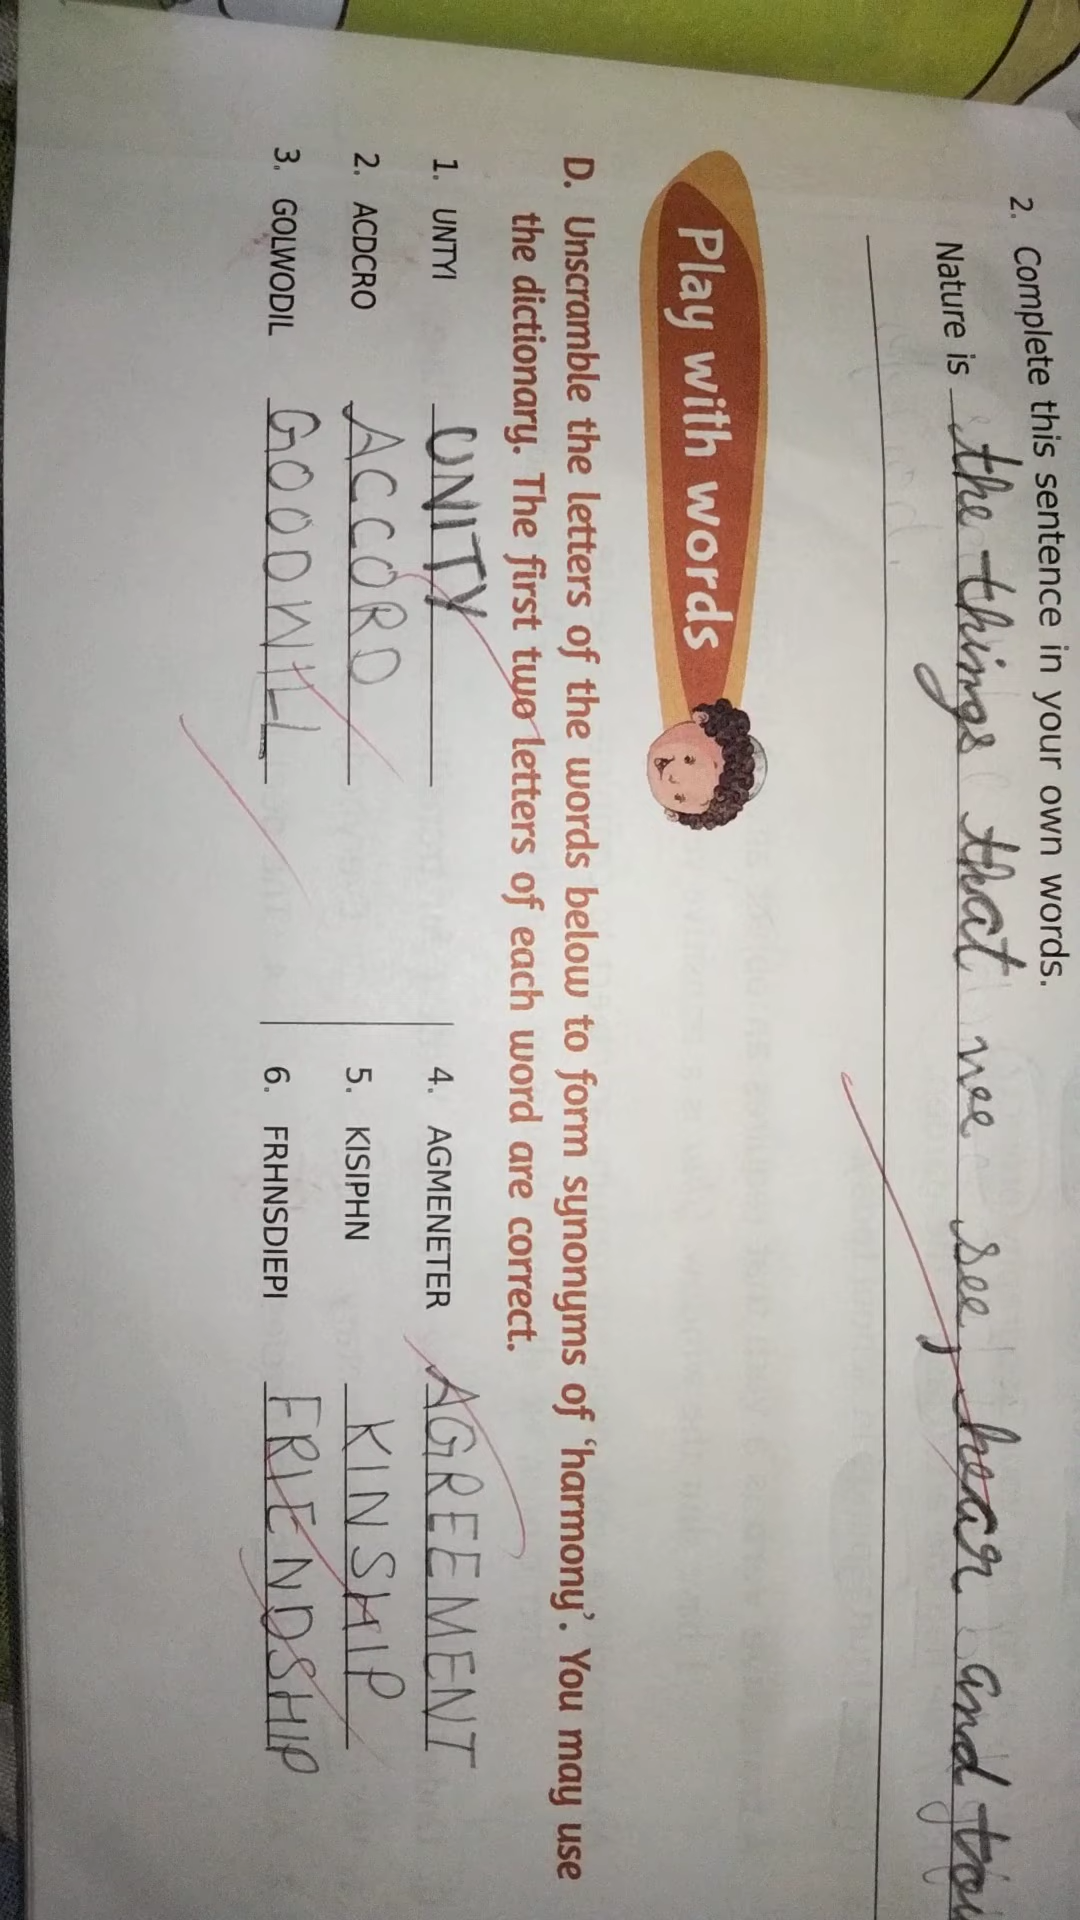 2. Complete this sentence in your own words.
Nature is the things that wee see, hear and
Play with words
D. Unscramble the letters of the words below to form synonyms of ‘harmony’. You may use
the dictionary. The first two letters of each word are correct.
1. UNTYI UNITY
2. ACDCRO ACCORD
3. GOLWODIL GOODWILL
4. AGMENETER AGREEMENT
5. KISIPHN KINSHIP
6. FRHNSDIEPI FRIENDSHIP